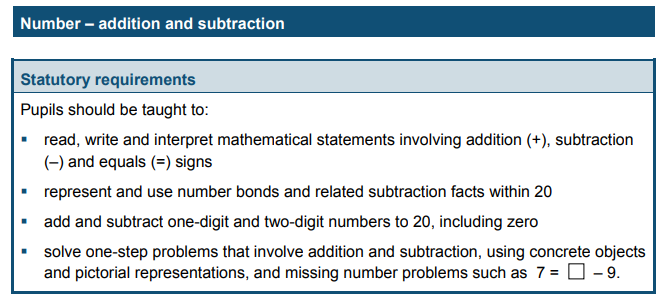 Number – addition and subtraction
Statutory requirements
Pupils should be taught to:
▪ read, write and interpret mathematical statements involving addition (+), subtraction
(–) and equals (=) signs
▪ represent and use number bonds and related subtraction facts within 20
▪ add and subtract one-digit and two-digit numbers to 20, including zero
▪ solve one-step problems that involve addition and subtraction, using concrete objects
and pictorial representations, and missing number problems such as 7 = □ – 9.